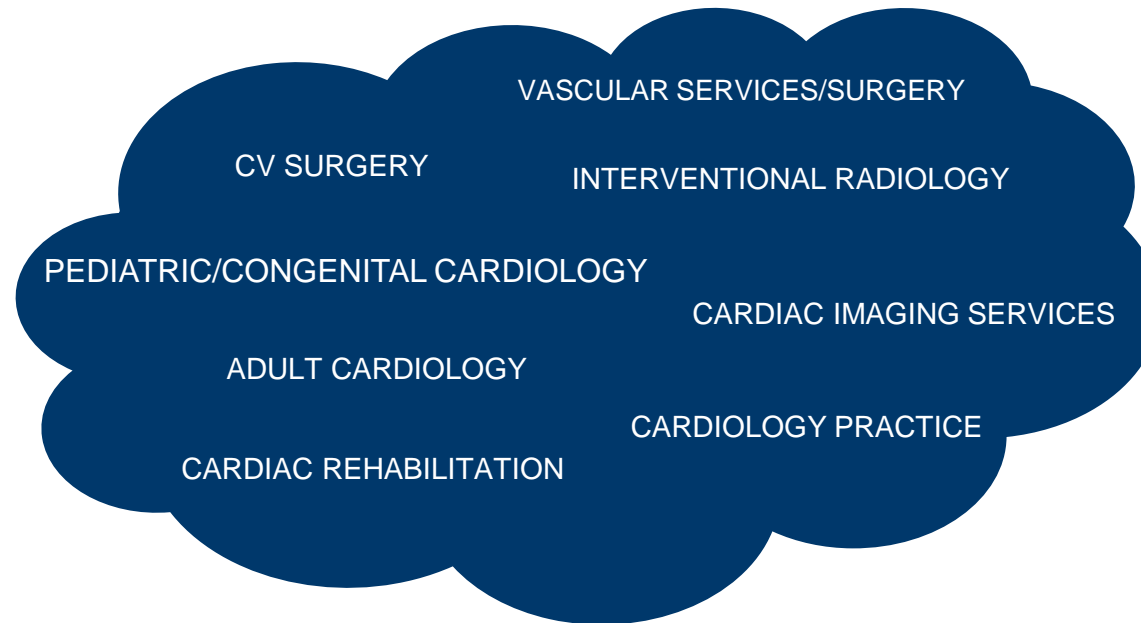 VASCULAR SERVICES/SURGERY
CV SURGERY
INTERVENTIONAL RADIOLOGY
PEDIATRIC/CONGENITAL CARDIOLOGY
CARDIAC IMAGING SERVICES
ADULT CARDIOLOGY
CARDIOLOGY PRACTICE
CARDIAC REHABILITATION